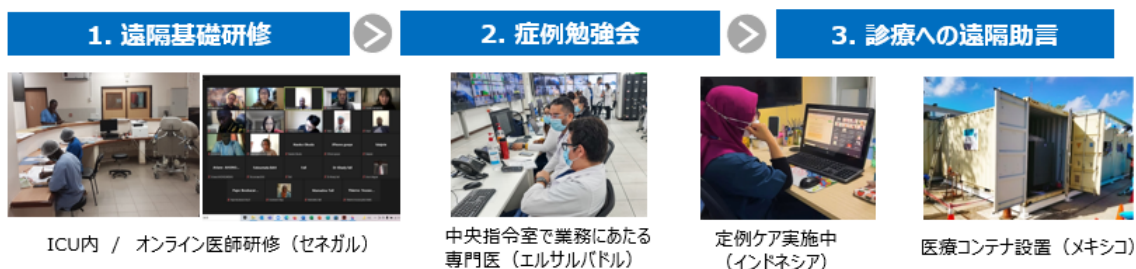 1. 遠隔基礎研修
2. 症例勉強会
3. 診療への遠隔助言
ICU内 / オンライン医師研修（セネガル）
中央指令室で業務にあたる
専門医（エルサルバドル）
定例ケア実施中
（インドネシア）
医療コンテナ設置（メキシコ）